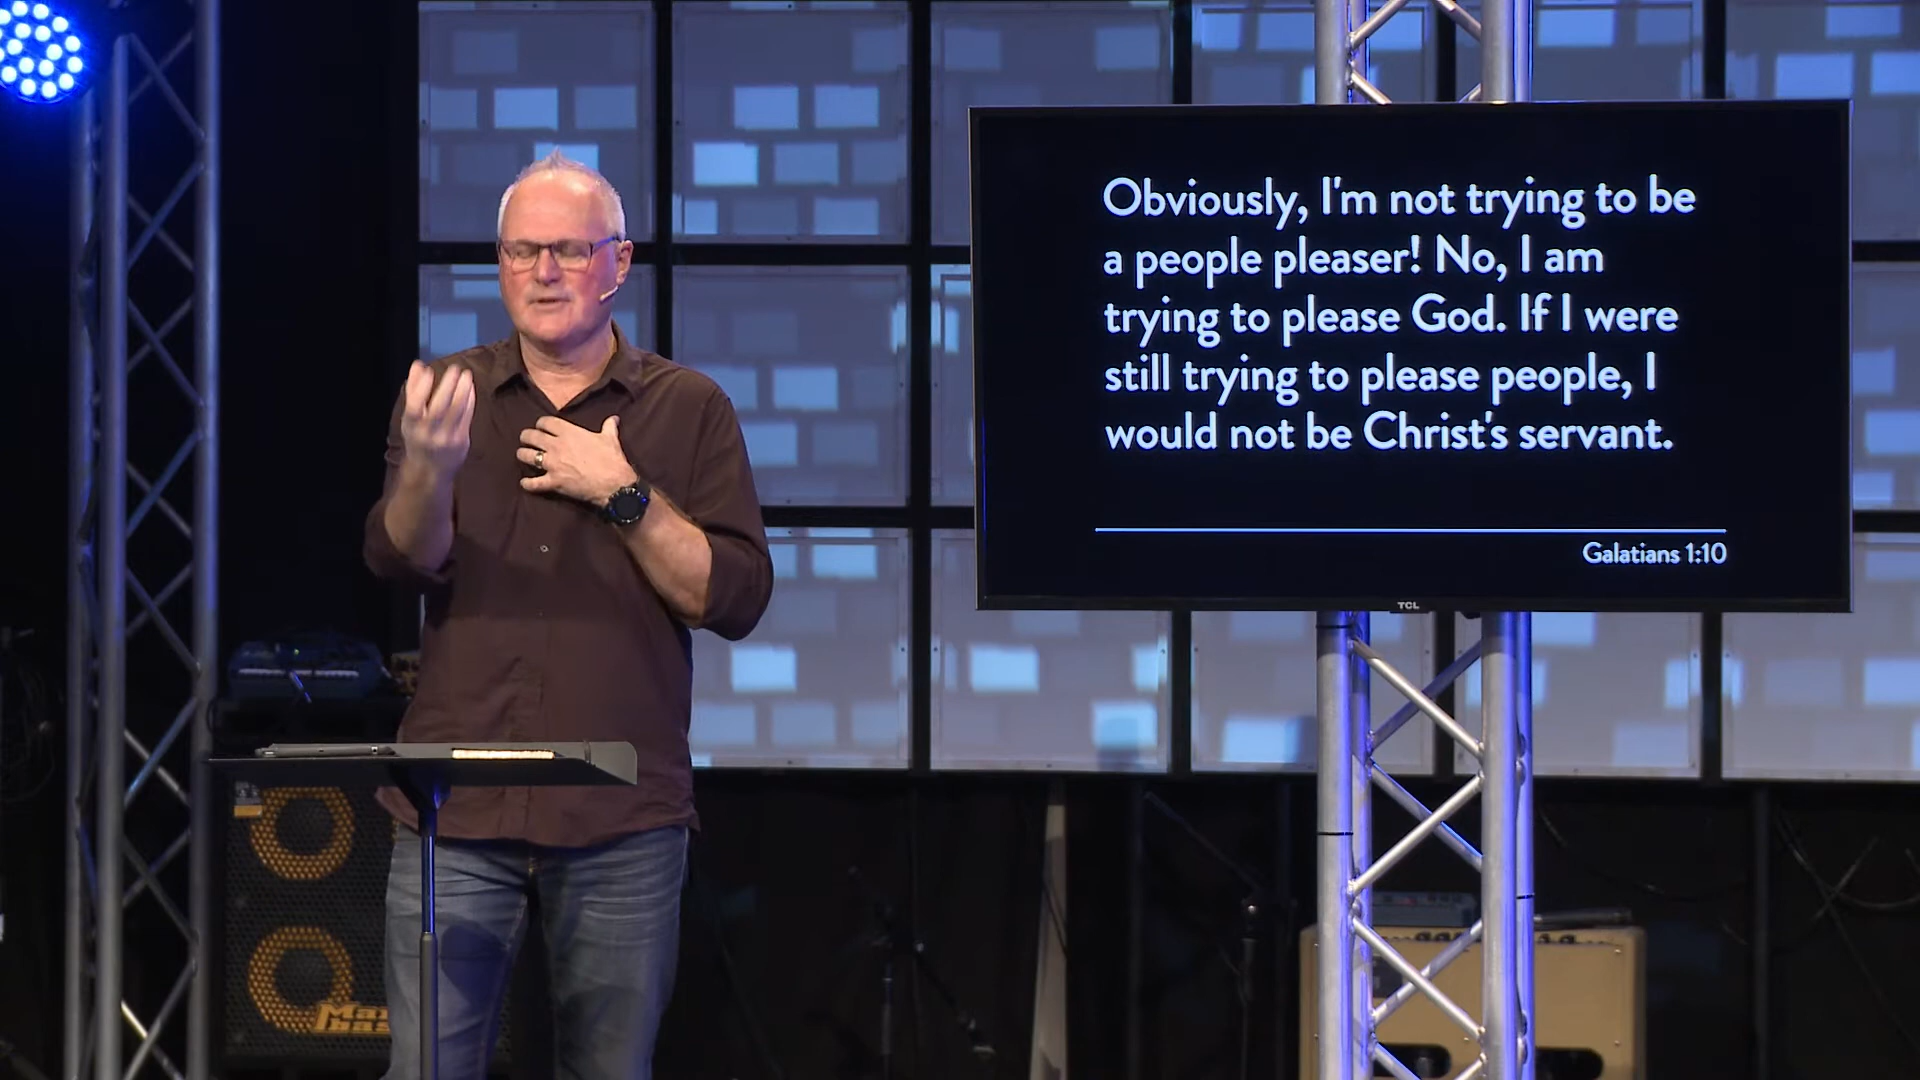 Obviously, I'm not trying to be
a people pleaser! No, I am
trying to please God. If I were
still trying to please people, I
would not be Christ's servant.
Galatians 1:10
TCL